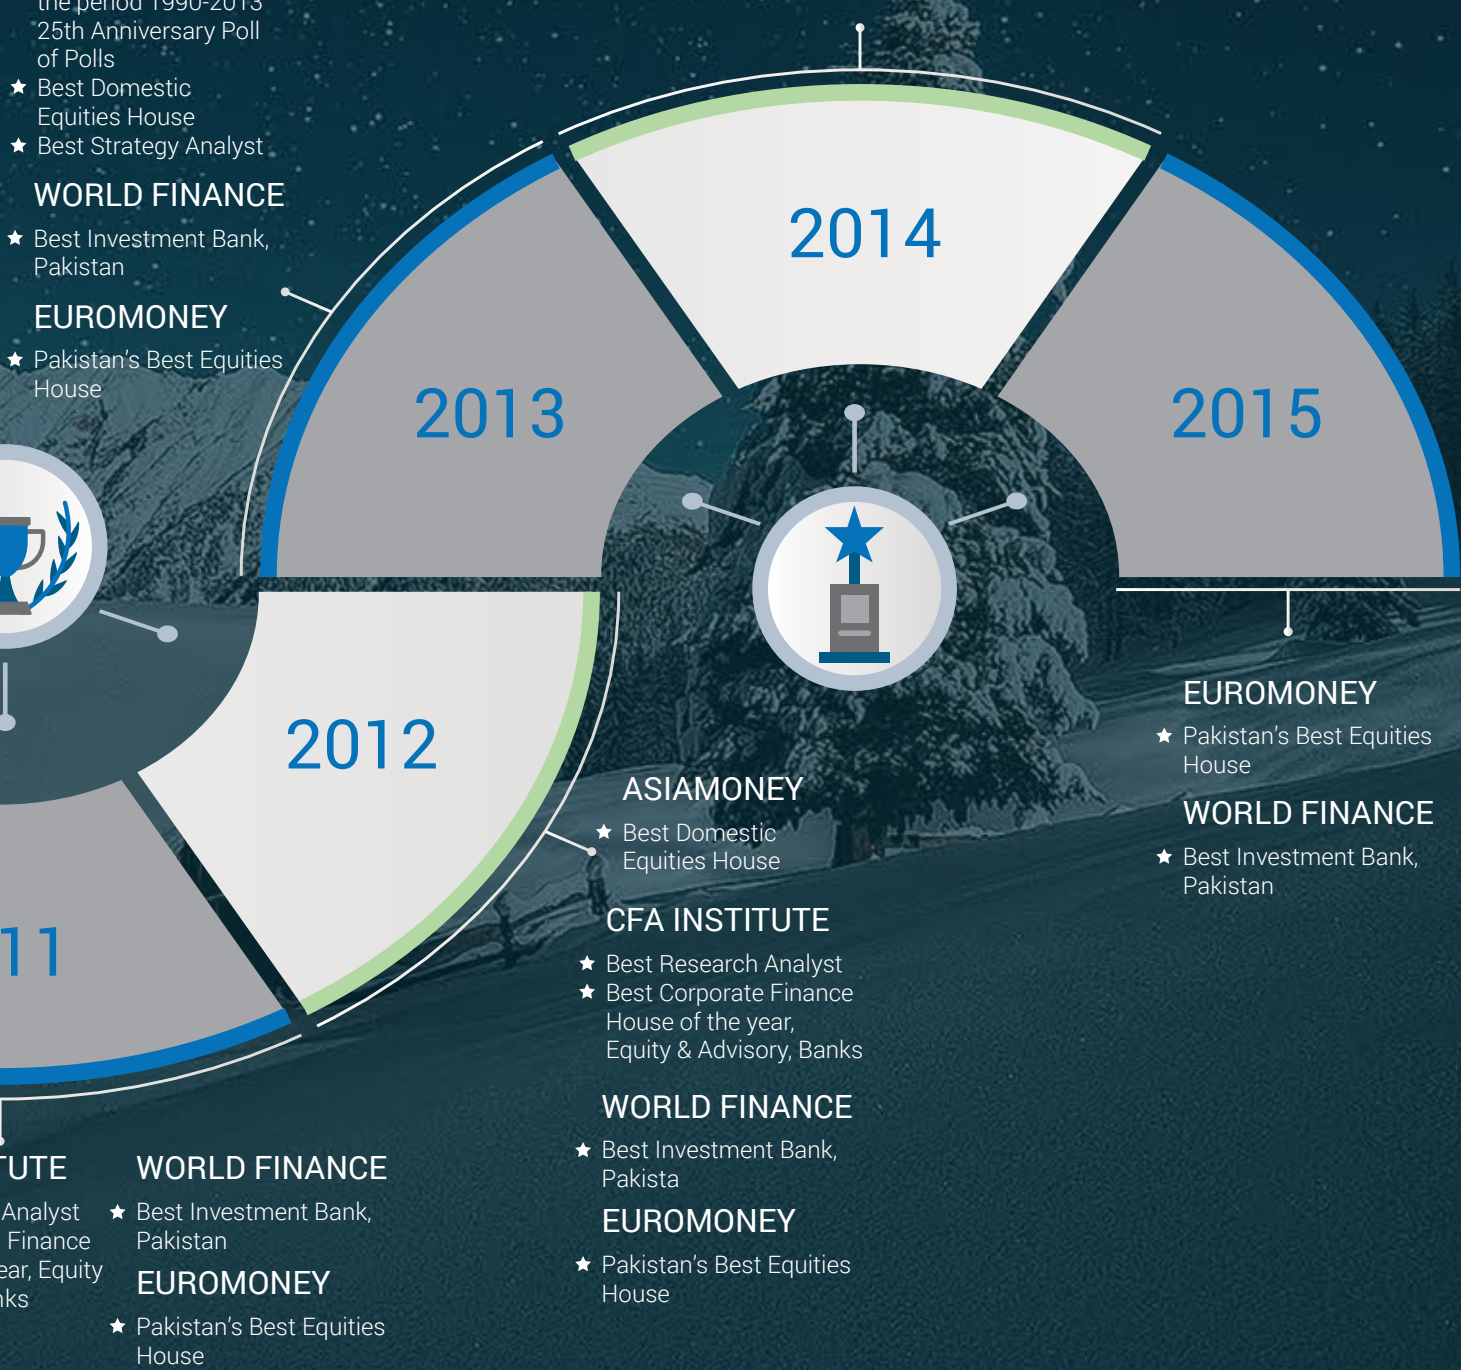 the period 1990-2013
25th Anniversary Poll
of Polls
Best Domestic
Equities House
Best Strategy Analyst
WORLD FINANCE
Best Investment Bank,
Pakistan
EUROMONEY
Pakistan's Best Equities
House
2013
2014
2015
2012
11
EUROMONEY
Pakistan's Best Equities
House
WORLD FINANCE
Best Investment Bank,
Pakistan
ASIAMONEY
Best Domestic
Equities House
CFA INSTITUTE
Best Research Analyst
Best Corporate Finance
House of the year,
Equity & Advisory, Banks
WORLD FINANCE
Best Investment Bank,
Pakista
EUROMONEY
Pakistan's Best Equities
House
TUTE
Analyst
Finance
ear, Equity
nks
WORLD FINANCE
Best Investment Bank,
Pakistan
EUROMONEY
Pakistan's Best Equities
House